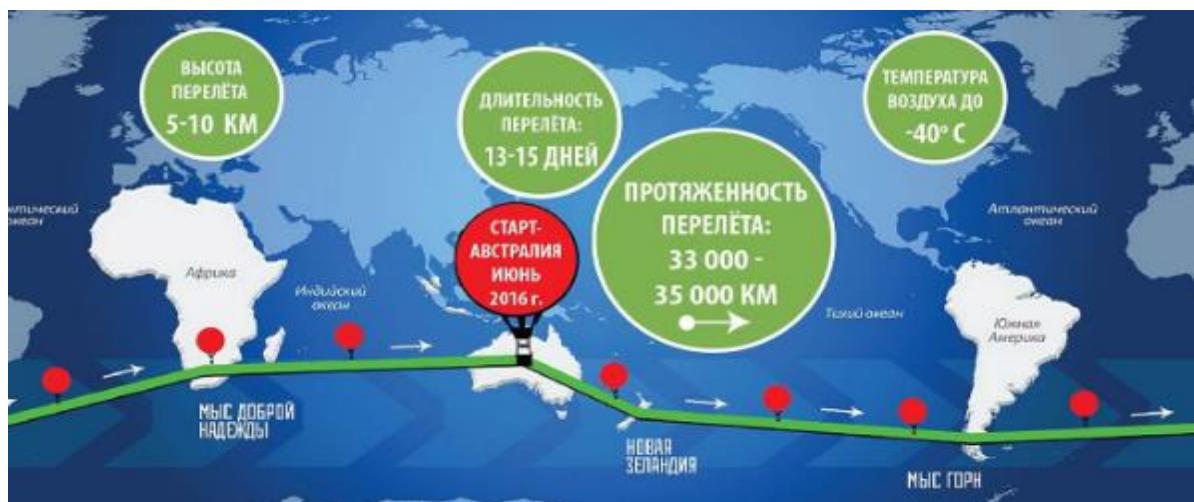 ВЫСОТА
ПЕРЕЛЁТА
5-10 КМ
ДЛИТЕЛЬНОСТЬ
ПЕРЕЛЁТА:
13-15 ДНЕЙ
ТЕМПЕРАТУРА
ВОЗДУХА ДО
-40º C
ПРОТЯЖЕННОСТЬ
ПЕРЕЛЁТА:
33 000 -
35 000 КМ
СТАРТ-
АВСТРАЛИЯ
ИЮНЬ
2016 г.
океан
Африка
Индийский
океан
Тихий океан
Атлантический
океан
Южная
Америка
МЫС ДОБРОЙ
НАДЕЖДЫ
НОВАЯ
ЗЕЛАНДИЯ
МЫС ГОРН